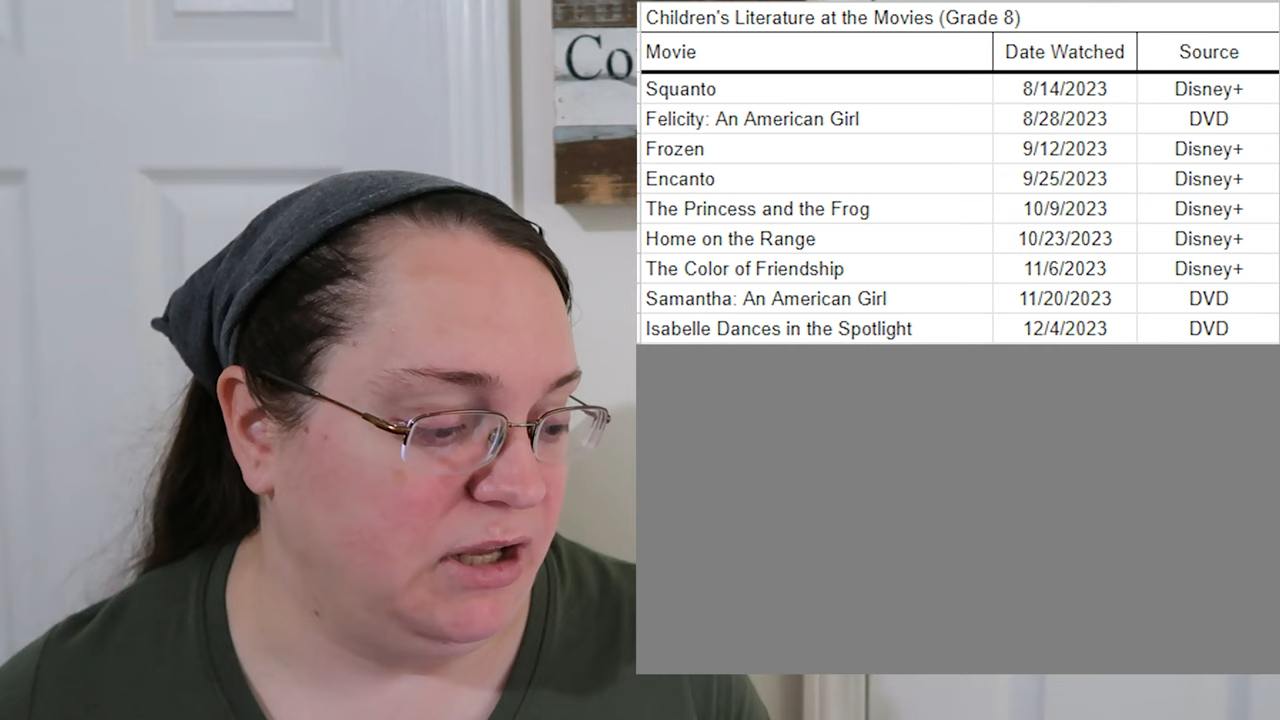 Co
Children's Literature at the Movies (Grade 8)
Movie Date Watched Source
Squanto 8/14/2023 Disney+
Felicity: An American Girl 8/28/2023 DVD
Frozen 9/12/2023 Disney+
Encanto 9/25/2023 Disney+
The Princess and the Frog 10/9/2023 Disney+
Home on the Range 10/23/2023 Disney+
The Color of Friendship 11/6/2023 Disney+
Samantha: An American Girl 11/20/2023 DVD
Isabelle Dances in the Spotlight 12/4/2023 DVD